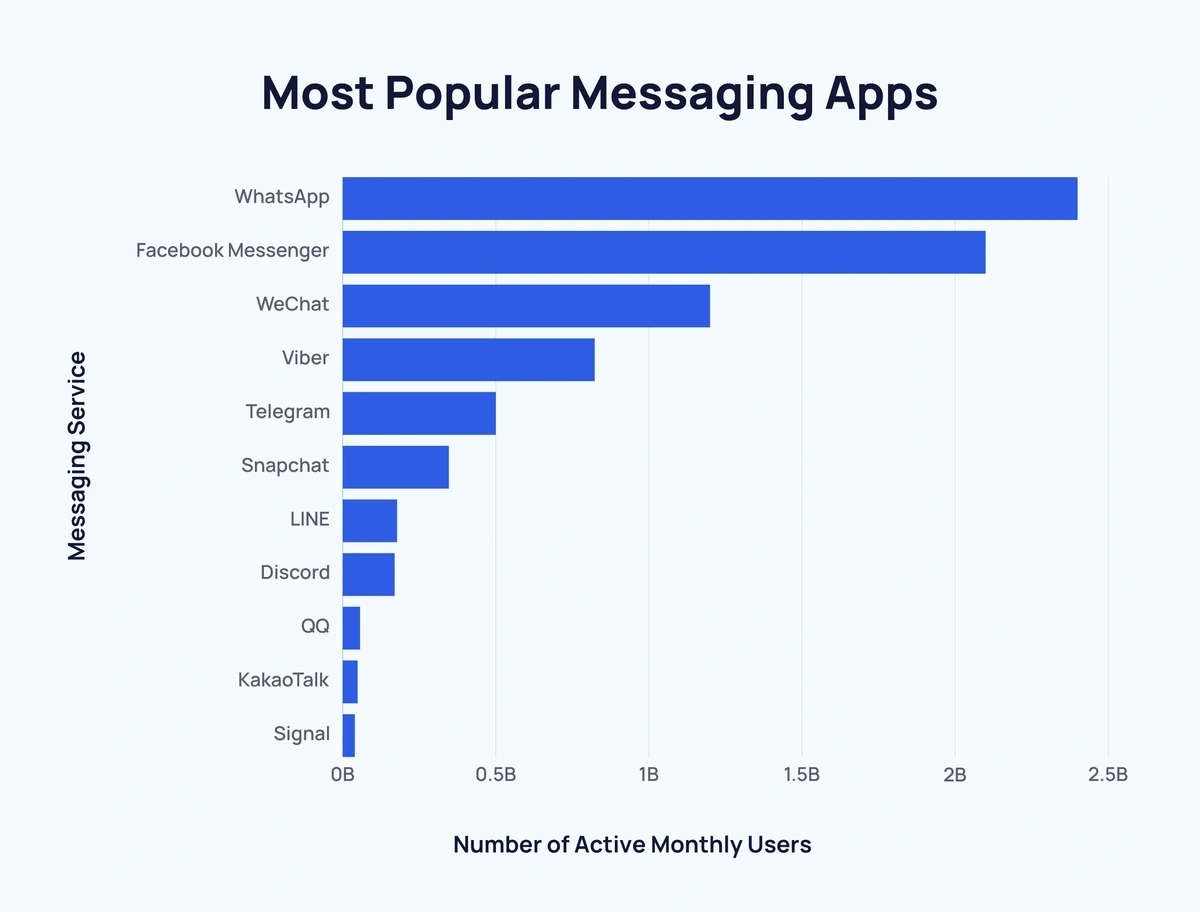 Most Popular Messaging Apps
Messaging Service
WhatsApp
Facebook Messenger
WeChat
Viber
Telegram
Snapchat
LINE
Discord
QQ
KakaoTalk
Signal
0B 0.5B 1B 1.5B 2B 2.5B
Number of Active Monthly Users